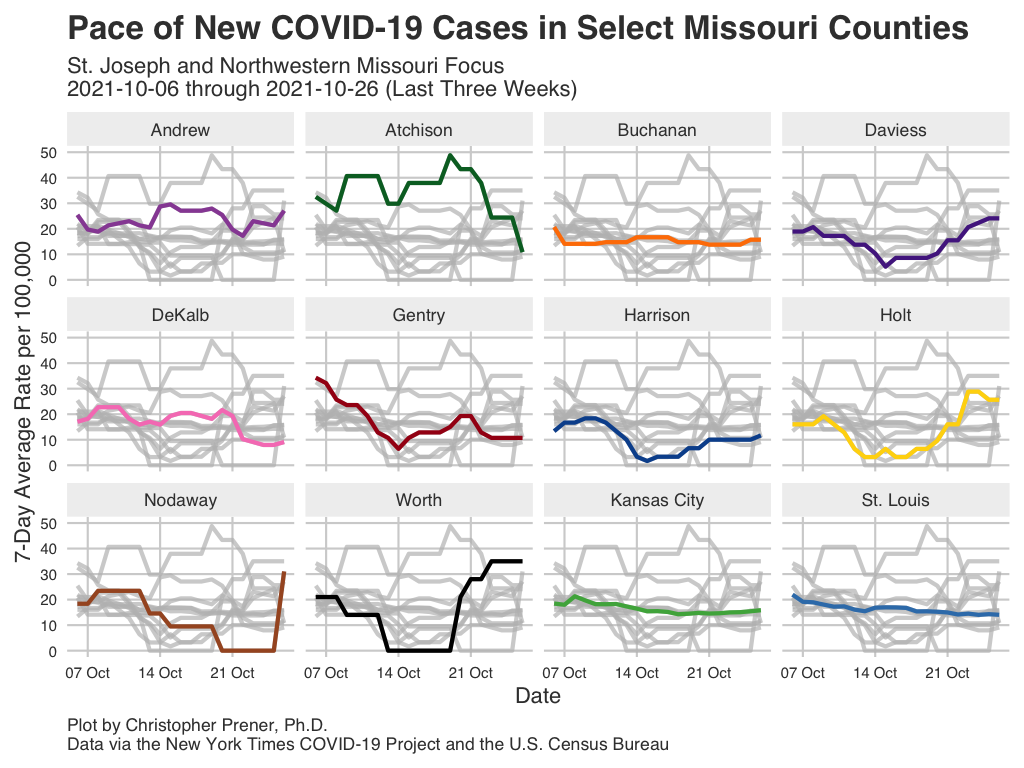 Pace of New COVID-19 Cases in Select Missouri Counties
St. Joseph and Northwestern Missouri Focus
2021-10-06 through 2021-10-26 (Last Three Weeks)
Andrew
Atchison
Buchanan
Daviess
50
40
30
20
10
0
DeKalb
Gentry
Harrison
Holt
50
40
30
20
10
0
Nodaway
Worth
Kansas City
St. Louis
50
40
30
20
10
0
7-Day Average Rate per 100,000
07 Oct 14 Oct 21 Oct
07 Oct 14 Oct 21 Oct
07 Oct 14 Oct 21 Oct
07 Oct 14 Oct 21 Oct
Date
Plot by Christopher Prener, Ph.D.
Data via the New York Times COVID-19 Project and the U.S. Census Bureau